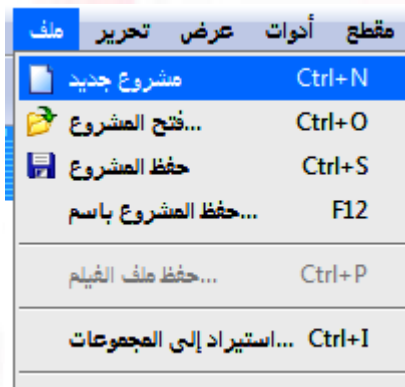 ملف تحرير عرض أدوات مقطع
مشروع جديد Ctrl+N
فتح المشروع... Ctrl+O
حفظ المشروع Ctrl+S
حفظ المشروع باسم... F12
حفظ ملف الفيلم... Ctrl+P
استيراد إلى المجموعات... Ctrl+I